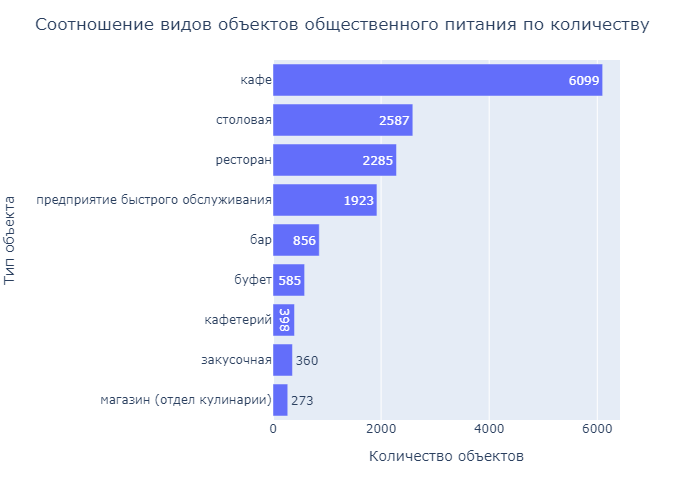 Соотношение видов объектов общественного питания по количеству
кафе 6099
столовая 2587
ресторан 2285
предприятие быстрого обслуживания 1923
бар 856
буфет 585
кафетерий 398
закусочная 360
магазин (отдел кулинарии) 273
0 2000 4000 6000
Количество объектов
Тип объекта